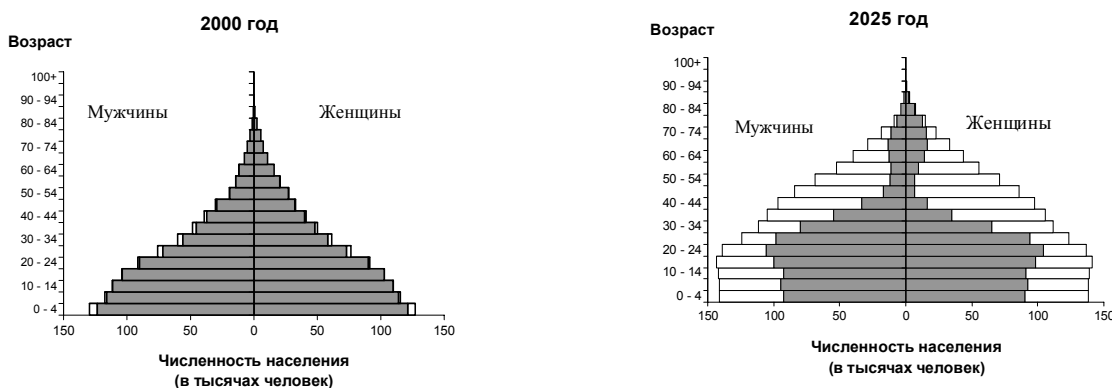 2000 год
Возраст
100+
90 - 94
80 - 84
70 - 74
60 - 64
50 - 54
40 - 44
30 - 34
20 - 24
10 - 14
0 - 4
Мужчины
Женщины
150 100 50 0 50 100 150
Численность населения
(в тысячах человек)
2025 год
Возраст
100+
90 - 94
80 - 84
70 - 74
60 - 64
50 - 54
40 - 44
30 - 34
20 - 24
10 - 14
0 - 4
Мужчины
Женщины
150 100 50 0 50 100 150
Численность населения
(в тысячах человек)